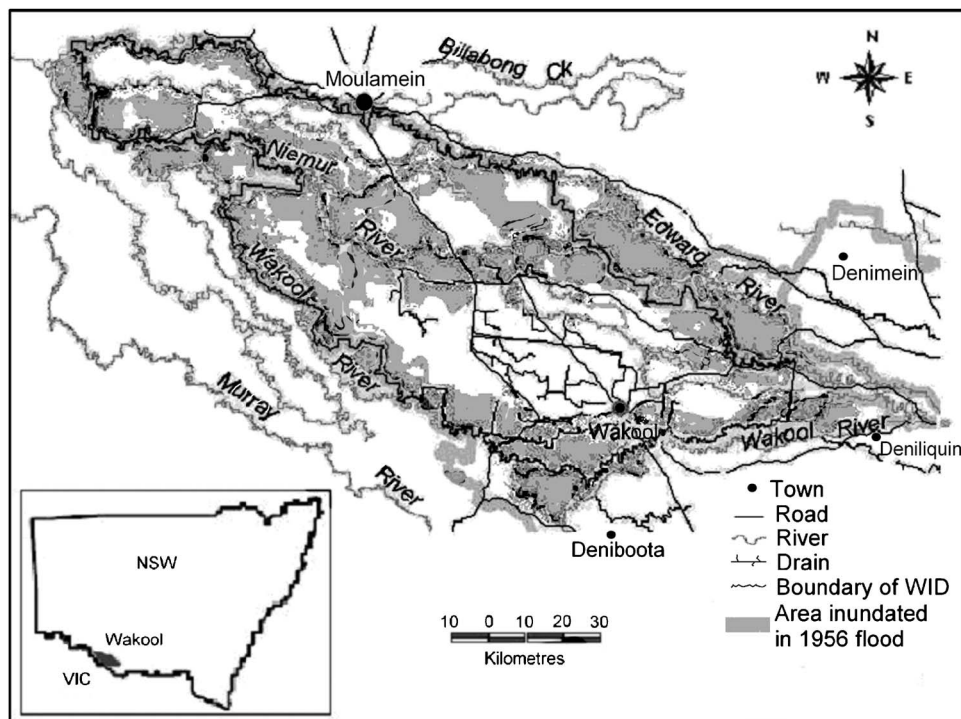 Billabong CK
Moulamein
N
W E
S
Niemur
River
Edward
River
Denimein
Wakool
River
Murray
River
Wakool
Wakool River
Deniliquin
Deniboota
Town
Road
River
Drain
Boundary of WID
Area inundated
in 1956 flood
10 0 10 20 30
Kilometres
NSW
Wakool
VIC